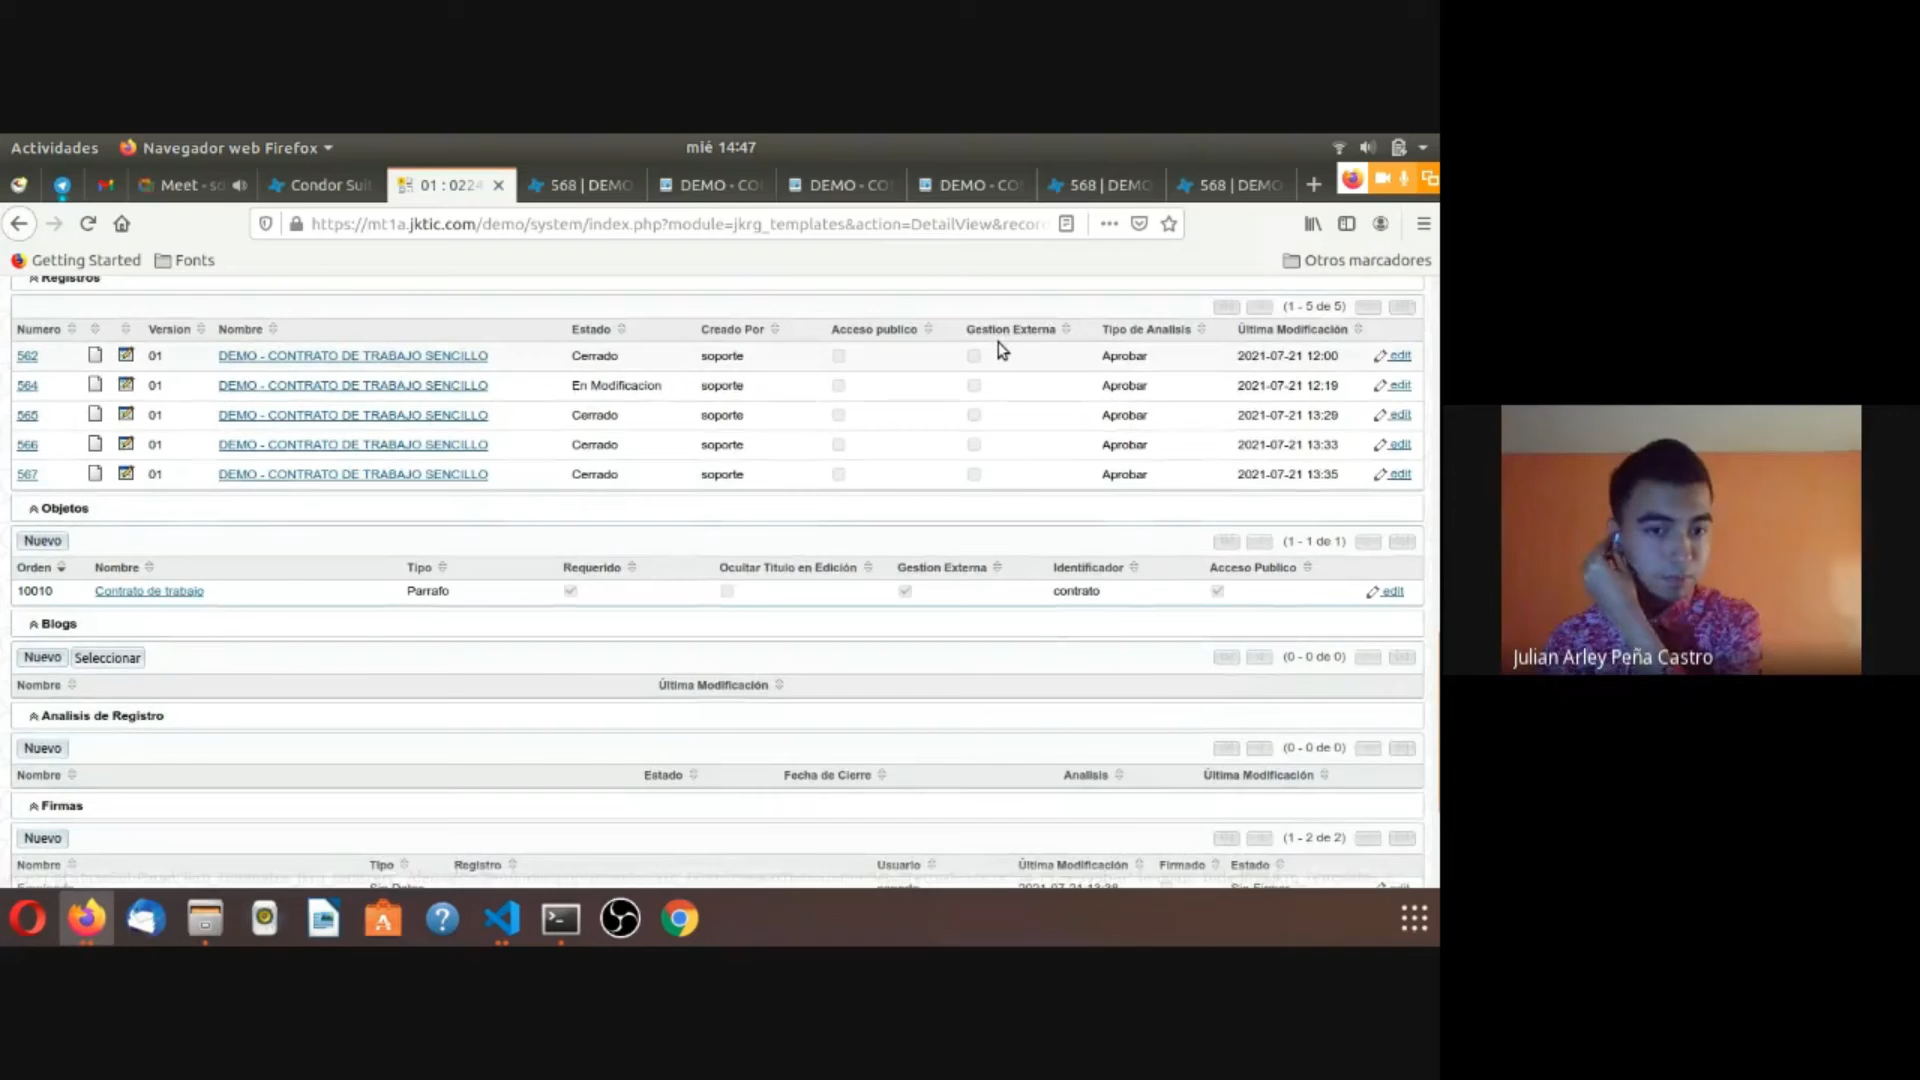 Actividades Navegador web Firefox mié 14:47
Meet - so Condor Suit 01 : 0224 568 | DEMO DEMO - CO DEMO - CO DEMO - CO 568 | DEMO 568 | DEMO
https://mt1a.jktic.com/demo/system/index.php?module=jkrg_templates&action=DetailView&recor
Getting Started Fonts Otros marcadores
Registros
(1 - 5 de 5)
Numero Version Nombre Estado Creado Por Acceso publico Gestion Externa Tipo de Analisis Última Modificación
562 01 DEMO - CONTRATO DE TRABAJO SENCILLO Cerrado soporte Aprobar 2021-07-21 12:00 edit
564 01 DEMO - CONTRATO DE TRABAJO SENCILLO En Modificacion soporte Aprobar 2021-07-21 12:19 edit
565 01 DEMO - CONTRATO DE TRABAJO SENCILLO Cerrado soporte Aprobar 2021-07-21 13:29 edit
566 01 DEMO - CONTRATO DE TRABAJO SENCILLO Cerrado soporte Aprobar 2021-07-21 13:33 edit
567 01 DEMO - CONTRATO DE TRABAJO SENCILLO Cerrado soporte Aprobar 2021-07-21 13:35 edit
Objetos
Nuevo (1 - 1 de 1)
Orden Nombre Tipo Requerido Ocultar Titulo en Edición Gestion Externa Identificador Acceso Publico
10010 Contrato de trabajo Parrafo contrato edit
Blogs
Nuevo Seleccionar (0 - 0 de 0)
Nombre Última Modificación
Analisis de Registro
Nuevo (0 - 0 de 0)
Nombre Estado Fecha de Cierre Analisis Última Modificación
Firmas
Nuevo (1 - 2 de 2)
Nombre Tipo Registro Usuario Última Modificación Firmado Estado
Julian Arley Peña Castro